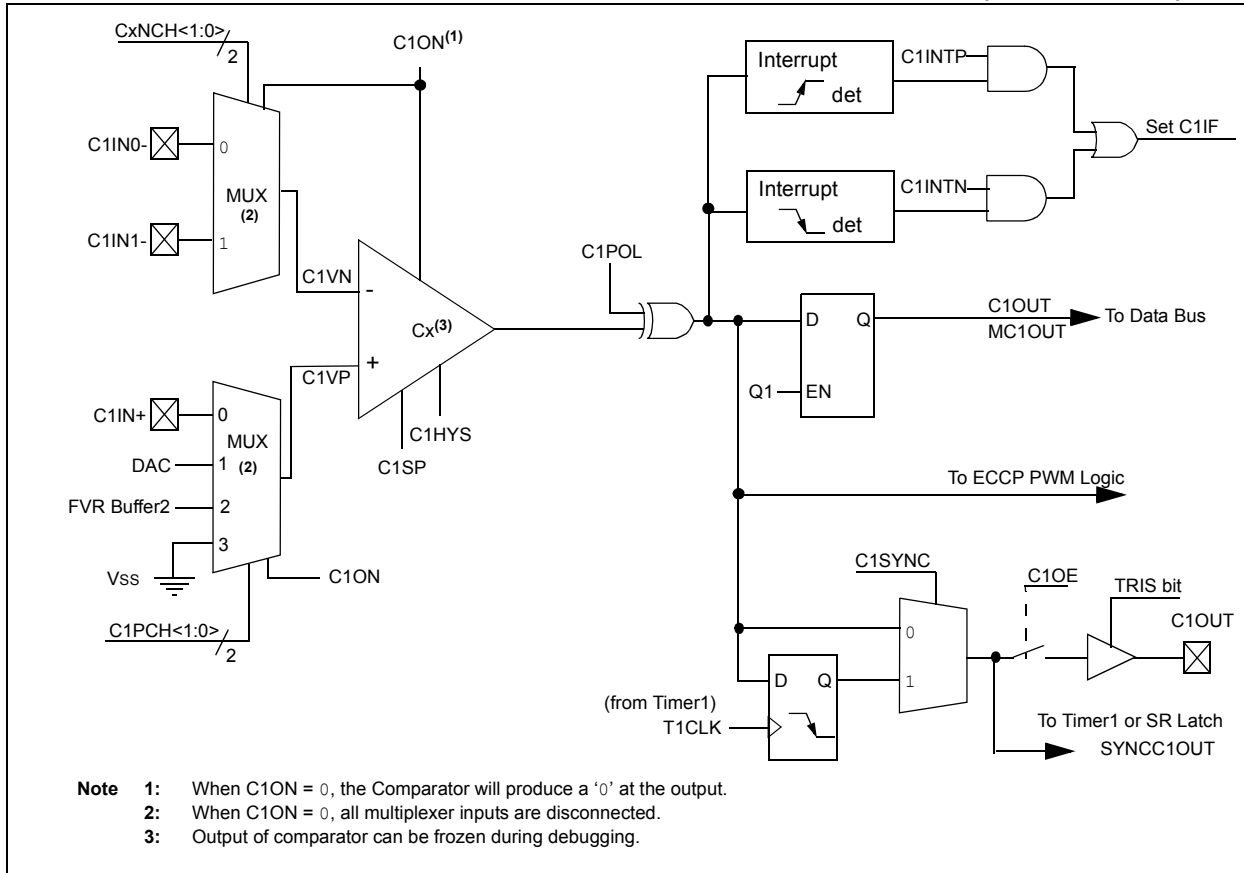 CxNCH<1:0>
2
C1ON(1)
C1IN0-
0
MUX
(2)
C1IN1-
1
C1VN
-
Cx(3)
+
C1VP
C1HYS
C1SP
C1IN+
0
MUX
(2)
DAC
1
FVR Buffer2
2
3
VSS
C1ON
C1PCH<1:0>
2
C1POL
Interrupt
det
C1INTP
Set C1IF
Interrupt
det
C1INTN
D
Q
Q1
EN
C1OUT
MC1OUT
To Data Bus
To ECCP PWM Logic
C1SYNC
0
1
C1OE
TRIS bit
C1OUT
D
Q
(from Timer1)
T1CLK
To Timer1 or SR Latch
SYNCC1OUT
Note 1: When C1ON = 0, the Comparator will produce a ‘0’ at the output.
2: When C1ON = 0, all multiplexer inputs are disconnected.
3: Output of comparator can be frozen during debugging.